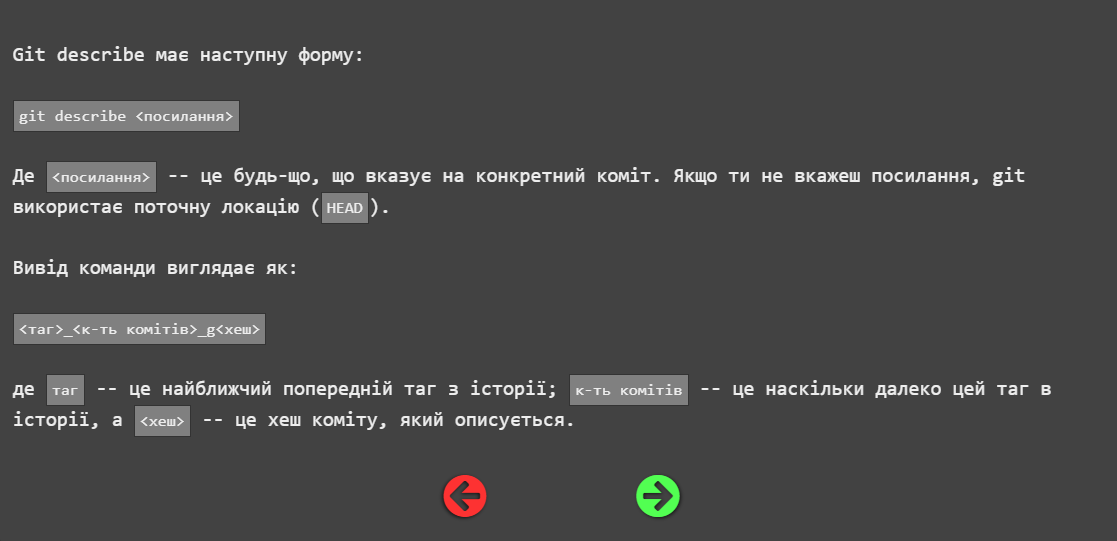 Git describe має наступну форму:
git describe <посилання>
Де <посилання> -- це будь-що, що вказує на конкретний коміт. Якщо ти не вкажеш посилання, git
використає поточну локацію (HEAD).
Вивід команди виглядає як:
<таг>_<к-ть комітів>_g<хеш>
де таг -- це найближчий попередній таг з історії; к-ть комітів -- це наскільки далеко цей таг в
історії, а <хеш> -- це хеш коміту, який описується.